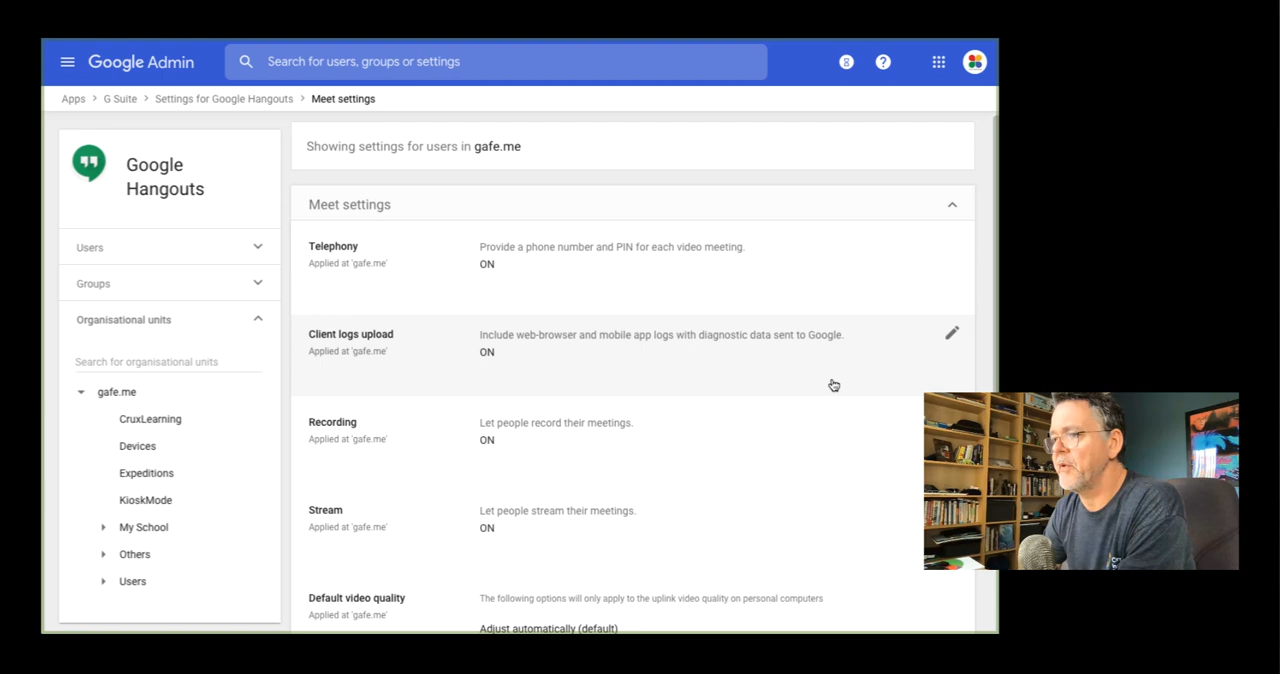 Google Admin
Search for users, groups or settings
Apps > G Suite > Settings for Google Hangouts > Meet settings
Google
Hangouts
Users
Groups
Organisational units
Search for organisational units
gafe.me
CruxLearning
Devices
Expeditions
KioskMode
My School
Others
Users
Showing settings for users in gafe.me
Meet settings
Telephony
Applied at 'gafe.me'
Provide a phone number and PIN for each video meeting.
ON
Client logs upload
Applied at 'gafe.me'
Include web-browser and mobile app logs with diagnostic data sent to Google.
ON
Recording
Applied at 'gafe.me'
Let people record their meetings.
ON
Stream
Applied at 'gafe.me'
Let people stream their meetings.
ON
Default video quality
Applied at 'gafe.me'
The following options will only apply to the uplink video quality on personal computers
Adjust automatically (default)